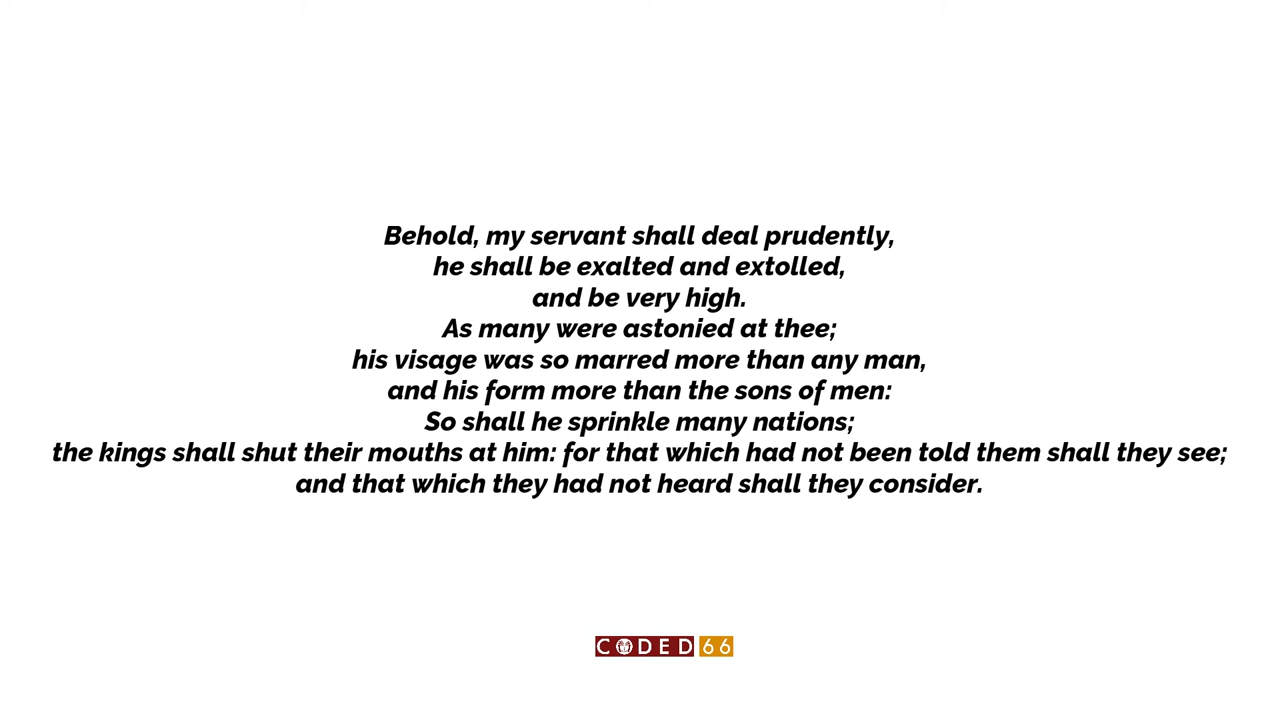 Behold, my servant shall deal prudently,
he shall be exalted and extolled,
and be very high.
As many were astonied at thee;
his visage was so marred more than any man,
and his form more than the sons of men:
So shall he sprinkle many nations;
the kings shall shut their mouths at him: for that which had not been told them shall they see;
and that which they had not heard shall they consider.
CODED 66